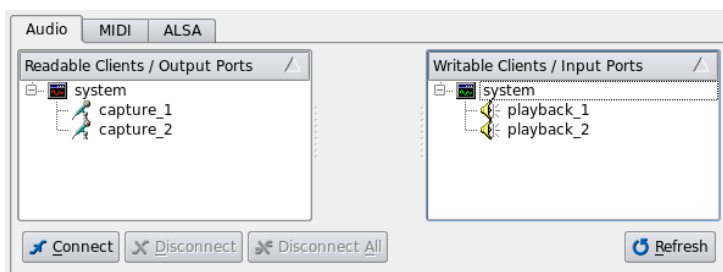 Audio MIDI ALSA
Readable Clients / Output Ports
system
capture_1
capture_2
Writable Clients / Input Ports
system
playback_1
playback_2
Connect Disconnect Disconnect All Refresh